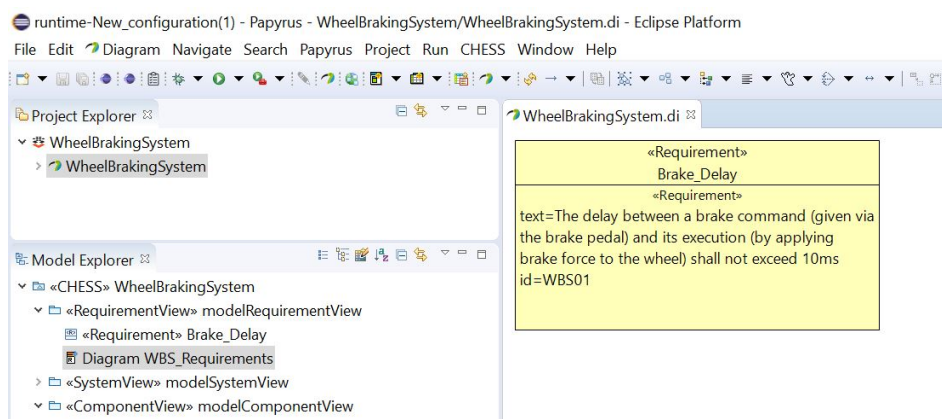 runtime-New_configuration(1) - Papyrus - WheelBrakingSystem/WheelBrakingSystem.di - Eclipse Platform
File Edit Diagram Navigate Search Papyrus Project Run CHESS Window Help
Project Explorer
WheelBrakingSystem
WheelBrakingSystem
Model Explorer
«CHESS» WheelBrakingSystem
«RequirementView» modelRequirementView
«Requirement» Brake_Delay
Diagram WBS_Requirements
«SystemView» modelSystemView
«ComponentView» modelComponentView
WheelBrakingSystem.di
«Requirement»
Brake_Delay
«Requirement»
text=The delay between a brake command (given via
the brake pedal) and its execution (by applying
brake force to the wheel) shall not exceed 10ms
id=WBS01